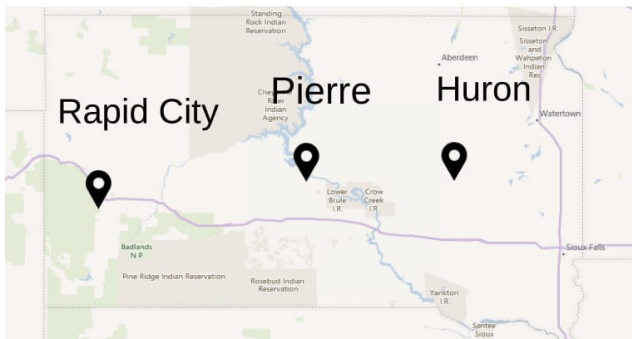 Standing
Rock Indian
Reservation
Sisseton I.R.
Sisseton
and
Wahpeton
Indian
Res
Aberdeen
Pierre
Huron
Rapid City
River
Indian
Agency
Watertown
Lower
Brule
I.R.
Crow
Creek
I.R.
Badlands
N.P.
Sioux Falls
Pine Ridge Indian Reservation
Rosebud Indian
Reservation
Yankton
I.R.
Santee
Sioux